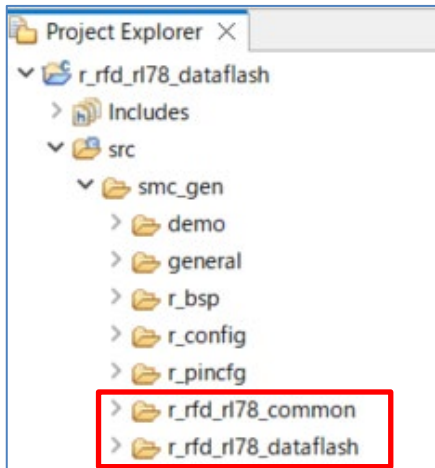 Project Explorer
r_rfd_rl78_dataflash
Includes
src
smc_gen
demo
general
r_bsp
r_config
r_pincfg
r_rfd_rl78_common
r_rfd_rl78_dataflash